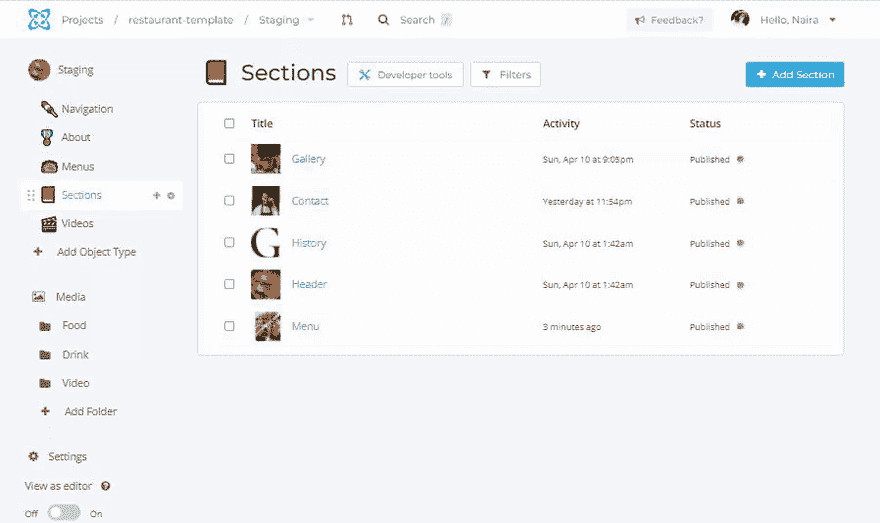 Projects / restaurant-template / Staging Search / Feedback? Hello, Naira
Staging
Navigation
About
Menus
Sections
Videos
Add Object Type
Media
Food
Drink
Video
Add Folder
Settings
View as editor
Off On
Sections Developer tools Filters Add Section
Title Activity Status
Gallery Sun, Apr 10 at 9:05pm Published
Contact Yesterday at 11:54pm Published
G History Sun, Apr 10 at 1:42am Published
Header Sun, Apr 10 at 1:42am Published
Menu 3 minutes ago Published